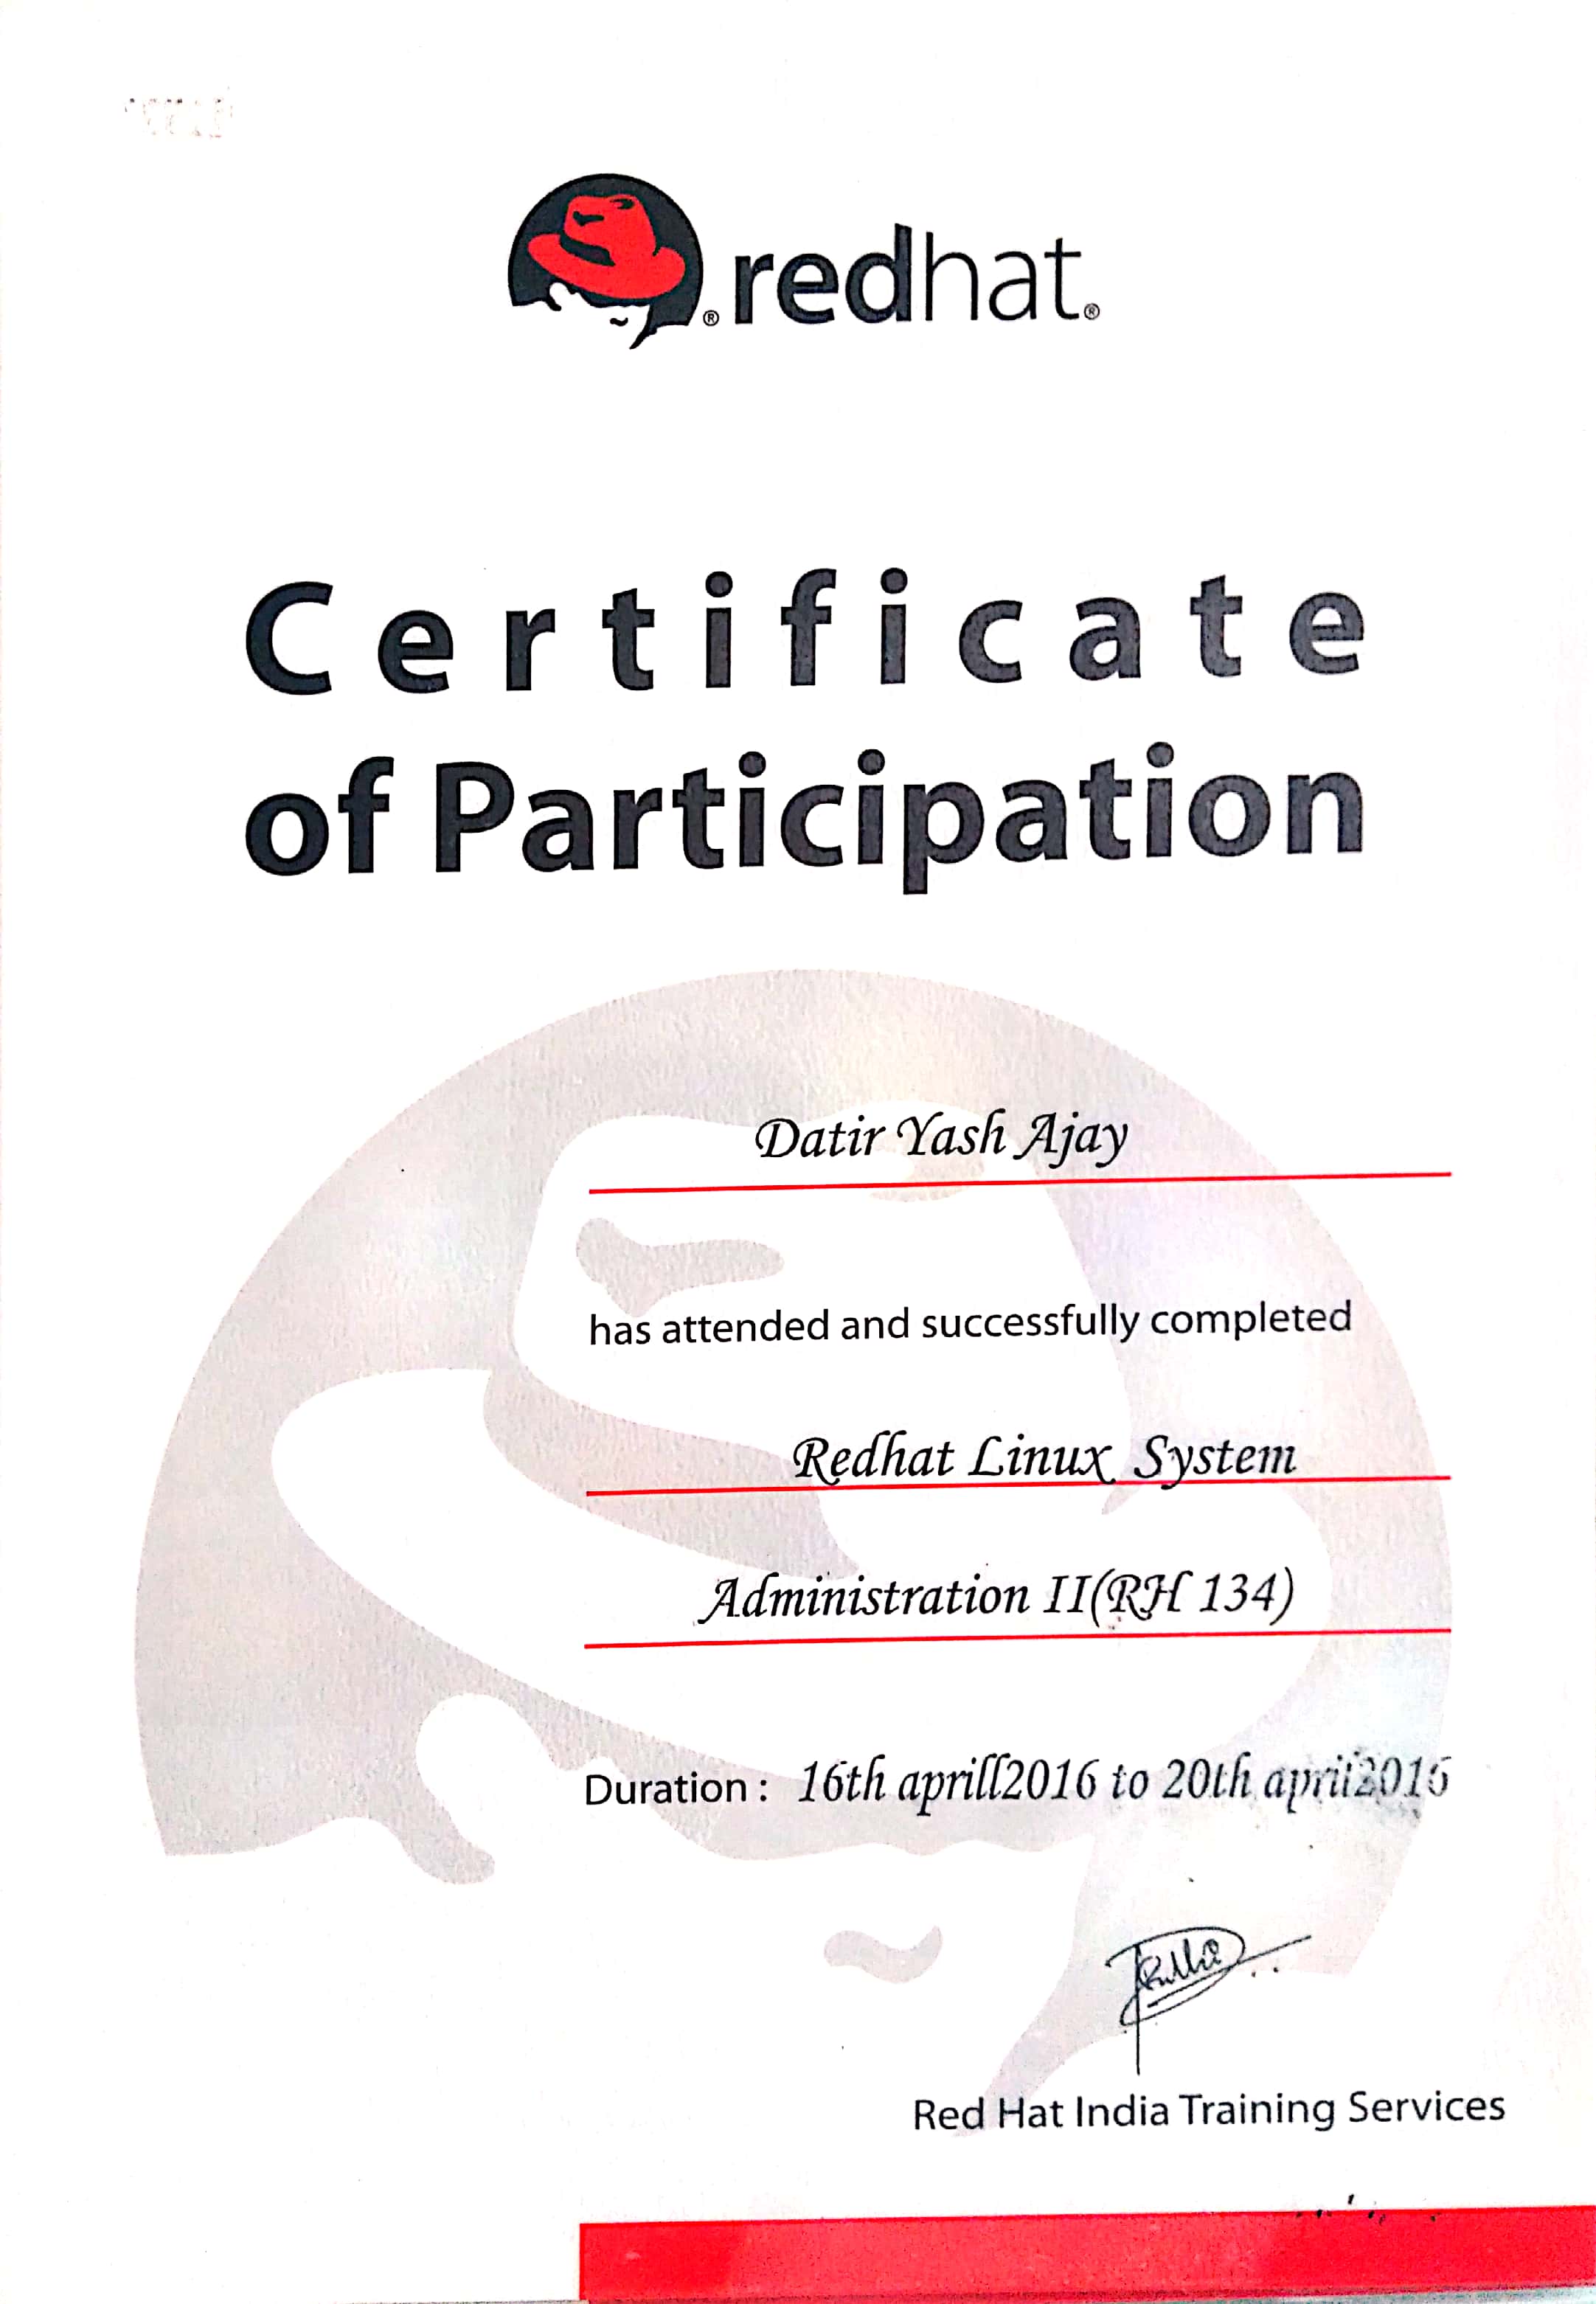 redhat.
Certificate
of Participation
Datir Yash Ajay
has attended and successfully completed
Redhat Linux System
Administration II(RH 134)
Duration : 16th aprill2016 to 20th april2016
Red Hat India Training Services